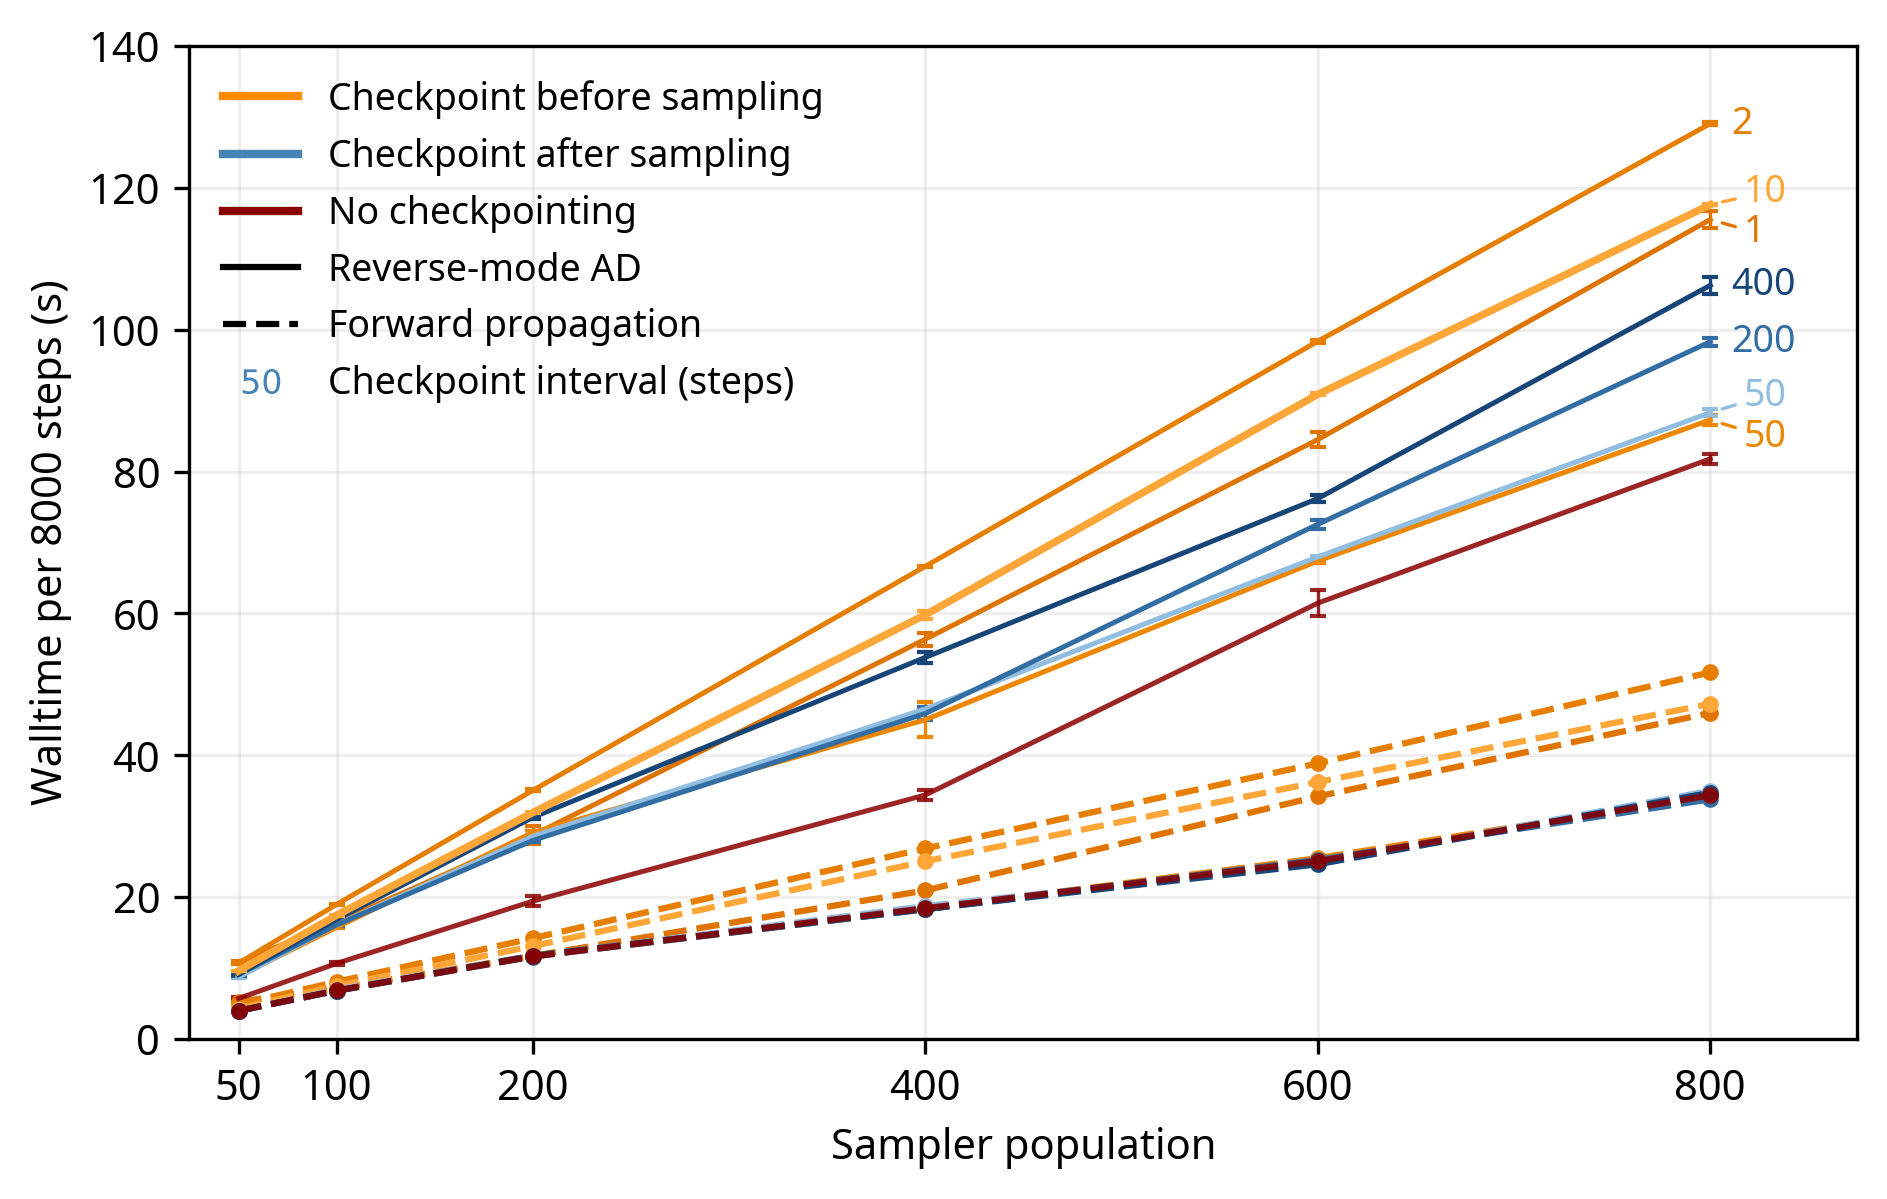 140
120
100
80
60
40
20
0
Walltime per 8000 steps (s)
Checkpoint before sampling
Checkpoint after sampling
No checkpointing
Reverse-mode AD
Forward propagation
50 Checkpoint interval (steps)
2
10
1
400
200
50
50
50 100 200 400 600 800
Sampler population